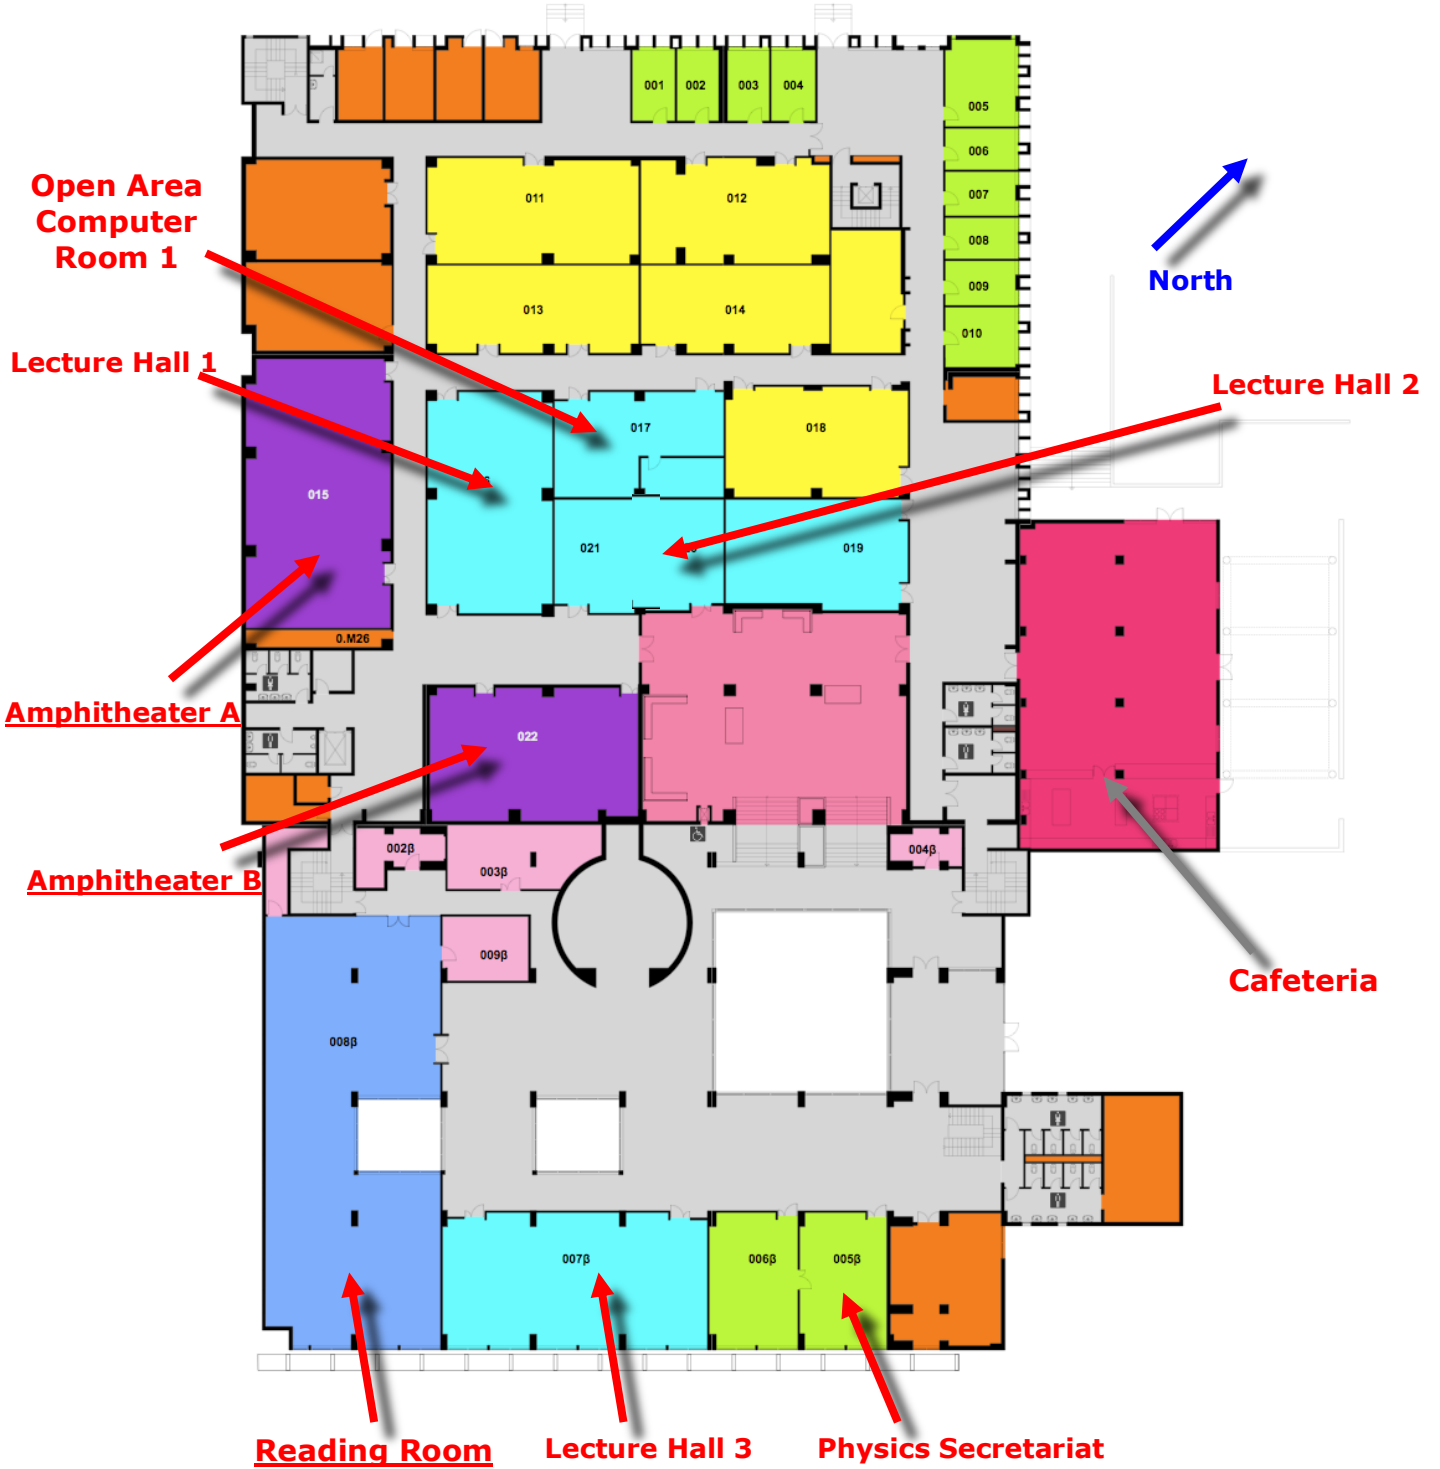 001
002
003
004
005
006
007
008
009
010
011
012
013
014
Open Area
Computer
Room 1
North
Lecture Hall 1
Lecture Hall 2
017
018
015
021
019
0.M26
Amphitheater A
022
Amphitheater B
002β
003β
004β
009β
Cafeteria
008β
007β
006β
005β
Reading Room
Lecture Hall 3
Physics Secretariat